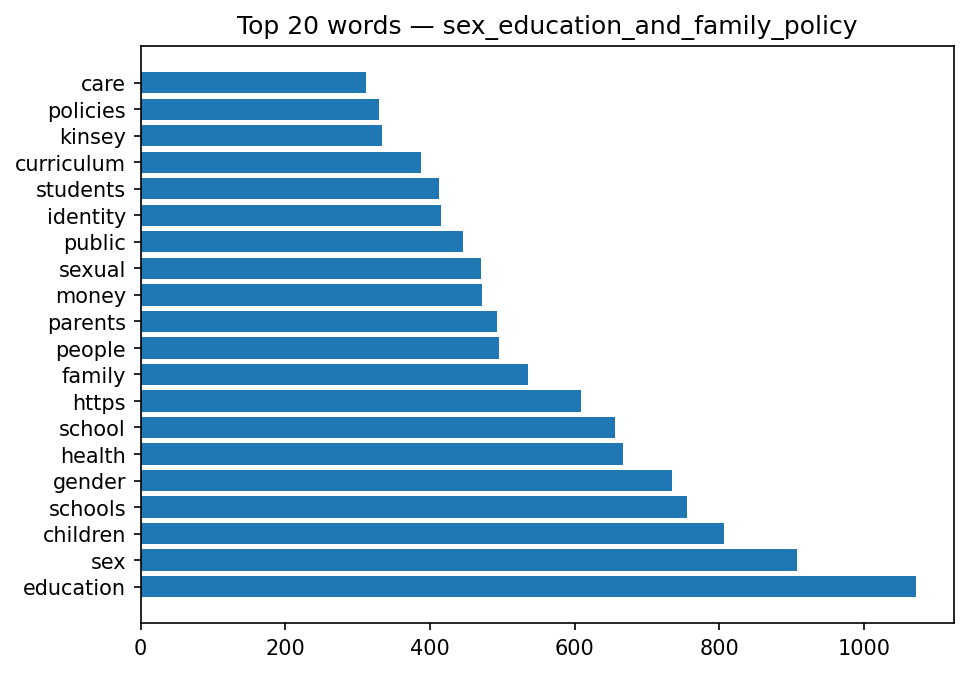 Top 20 words — sex_education_and_family_policy
care
policies
kinsey
curriculum
students
identity
public
sexual
money
parents
people
family
https
school
health
gender
schools
children
sex
education
0 200 400 600 800 1000